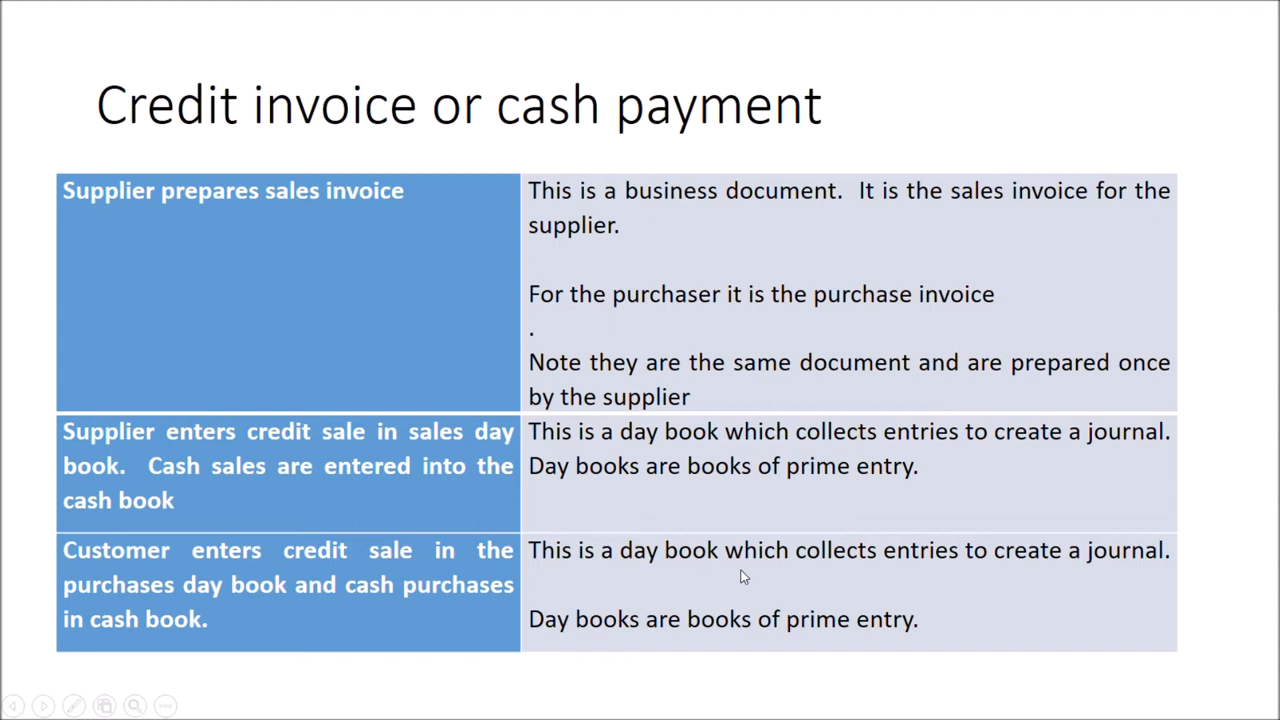 Credit invoice or cash payment
Supplier prepares sales invoice
This is a business document.  It is the sales invoice for the
supplier.
For the purchaser it is the purchase invoice
.
Note they are the same document and are prepared once
by the supplier
Supplier enters credit sale in sales day
book.  Cash sales are entered into the
cash book
This is a day book which collects entries to create a journal.
Day books are books of prime entry.
Customer enters credit sale in the
purchases day book and cash purchases
in cash book.
This is a day book which collects entries to create a journal.
Day books are books of prime entry.